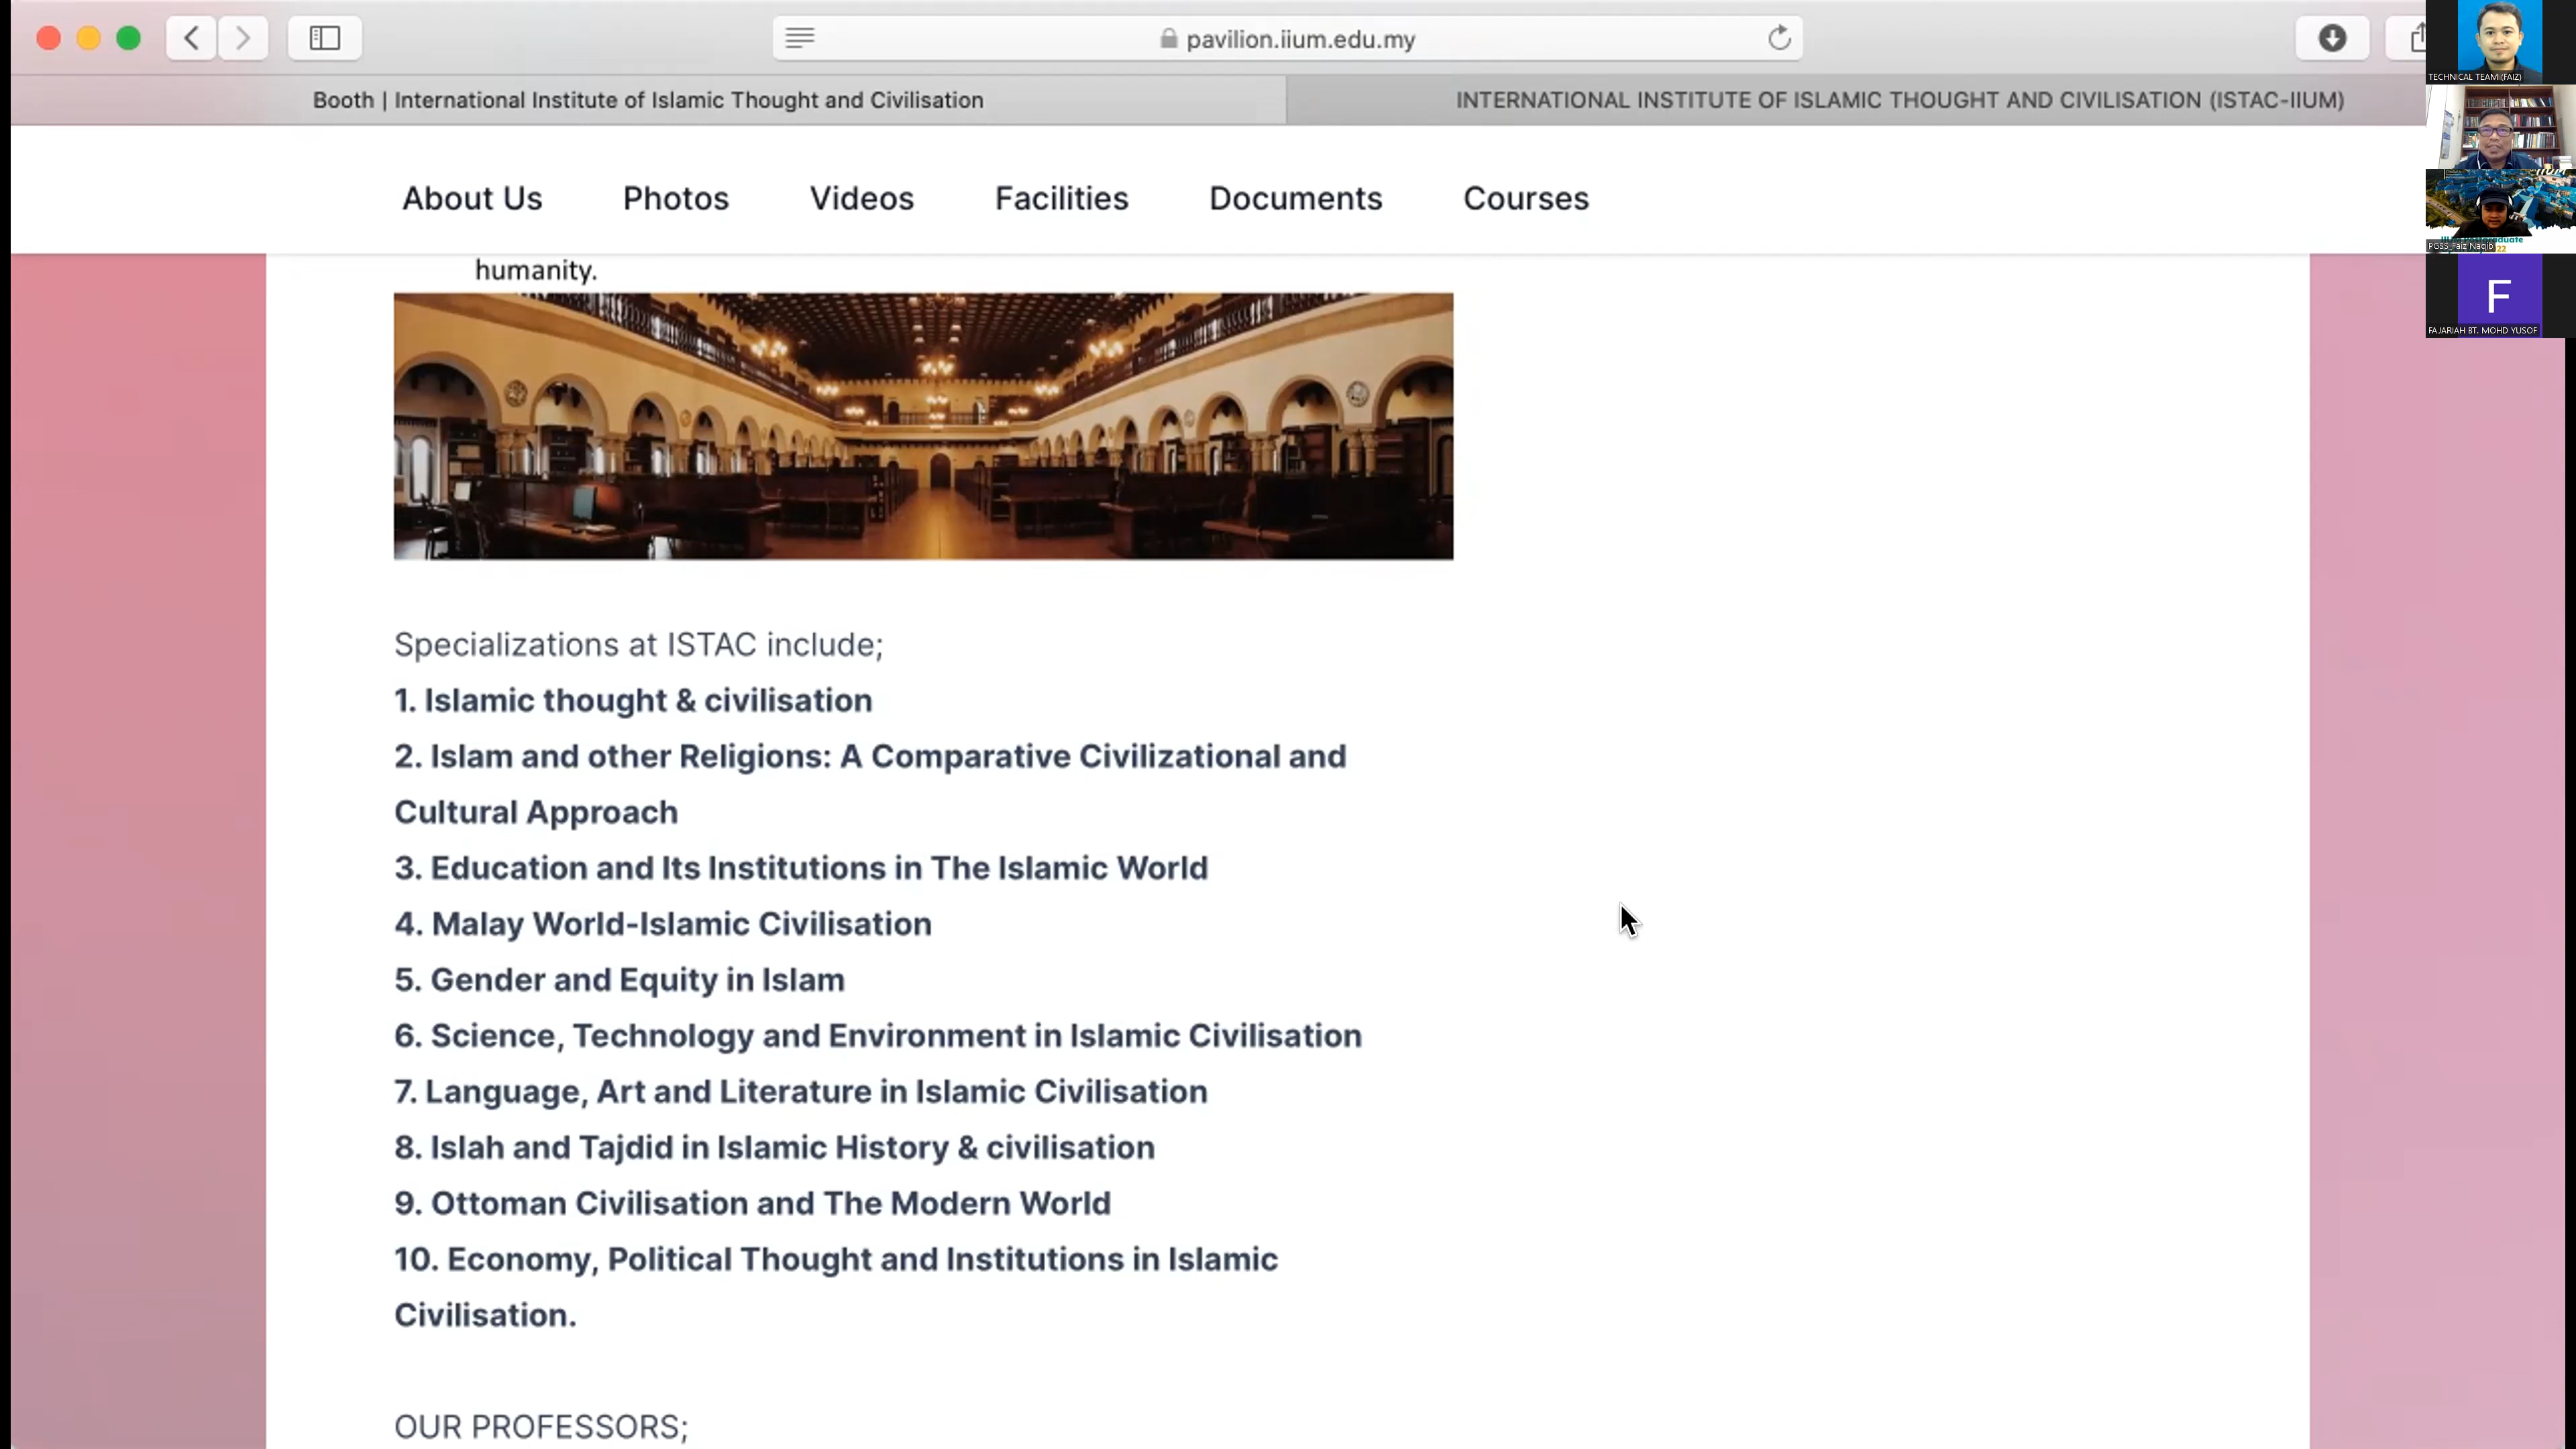 pavilion.iium.edu.my
TECHNICAL TEAM (FAIZ)
Booth | International Institute of Islamic Thought and Civilisation
INTERNATIONAL INSTITUTE OF ISLAMIC THOUGHT AND CIVILISATION (ISTAC-IIUM)
About Us
Photos
Videos
Facilities
Documents
Courses
PGSS_Faiz Naqib
F
FAJARIAH BT. MOHD YUSOF
humanity.
Specializations at ISTAC include;
1. Islamic thought & civilisation
2. Islam and other Religions: A Comparative Civilizational and
Cultural Approach
3. Education and Its Institutions in The Islamic World
4. Malay World-Islamic Civilisation
5. Gender and Equity in Islam
6. Science, Technology and Environment in Islamic Civilisation
7. Language, Art and Literature in Islamic Civilisation
8. Islah and Tajdid in Islamic History & civilisation
9. Ottoman Civilisation and The Modern World
10. Economy, Political Thought and Institutions in Islamic
Civilisation.
OUR PROFESSORS;